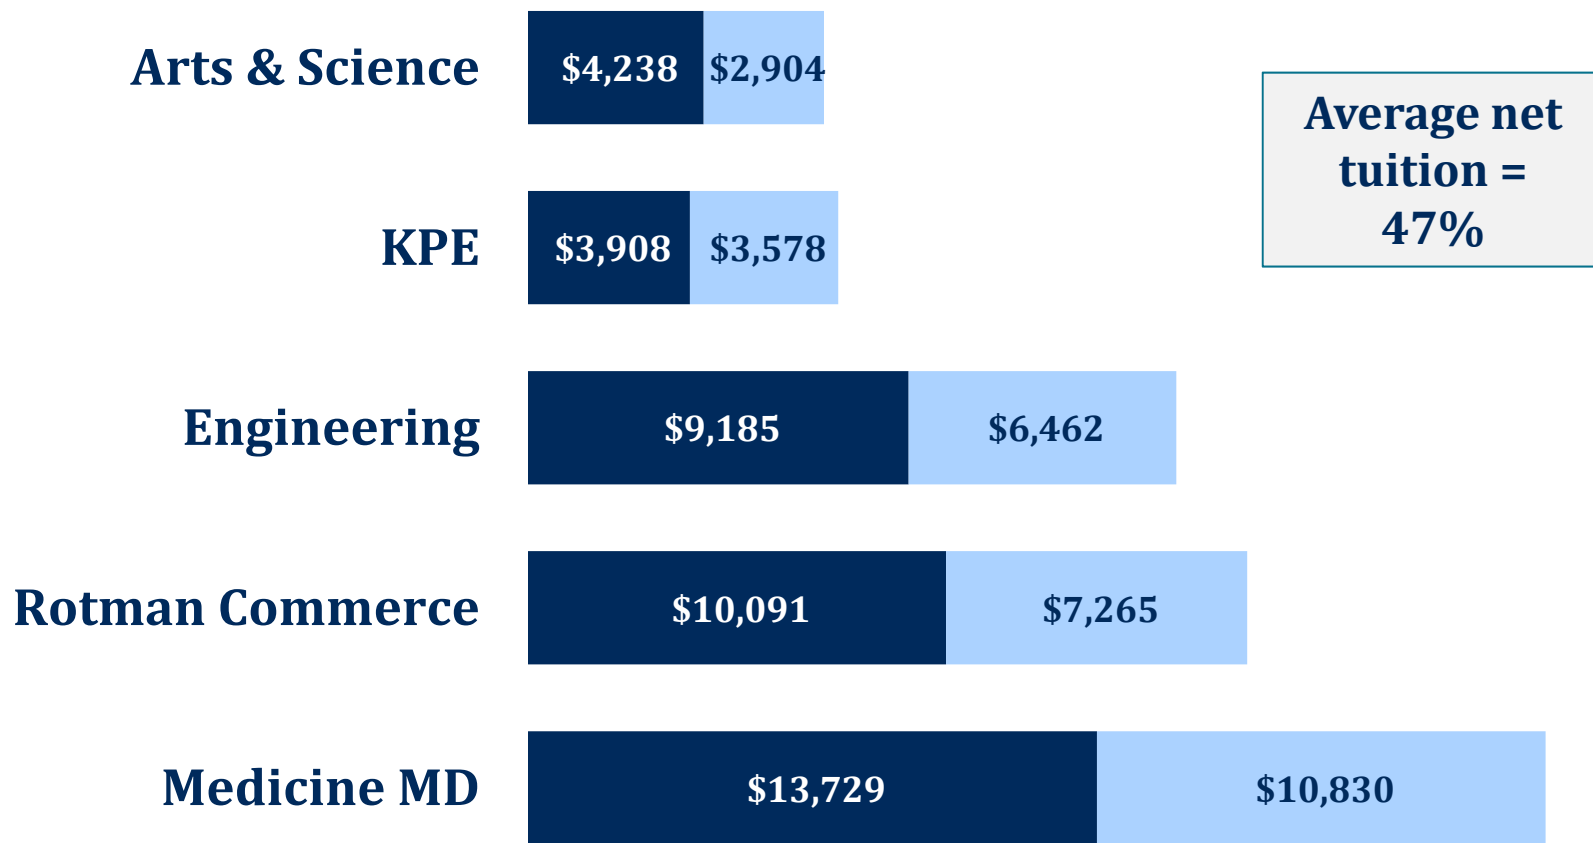 Arts & Science $4,238 $2,904
Average net
tuition =
47%
KPE $3,908 $3,578
Engineering $9,185 $6,462
Rotman Commerce $10,091 $7,265
Medicine MD $13,729 $10,830